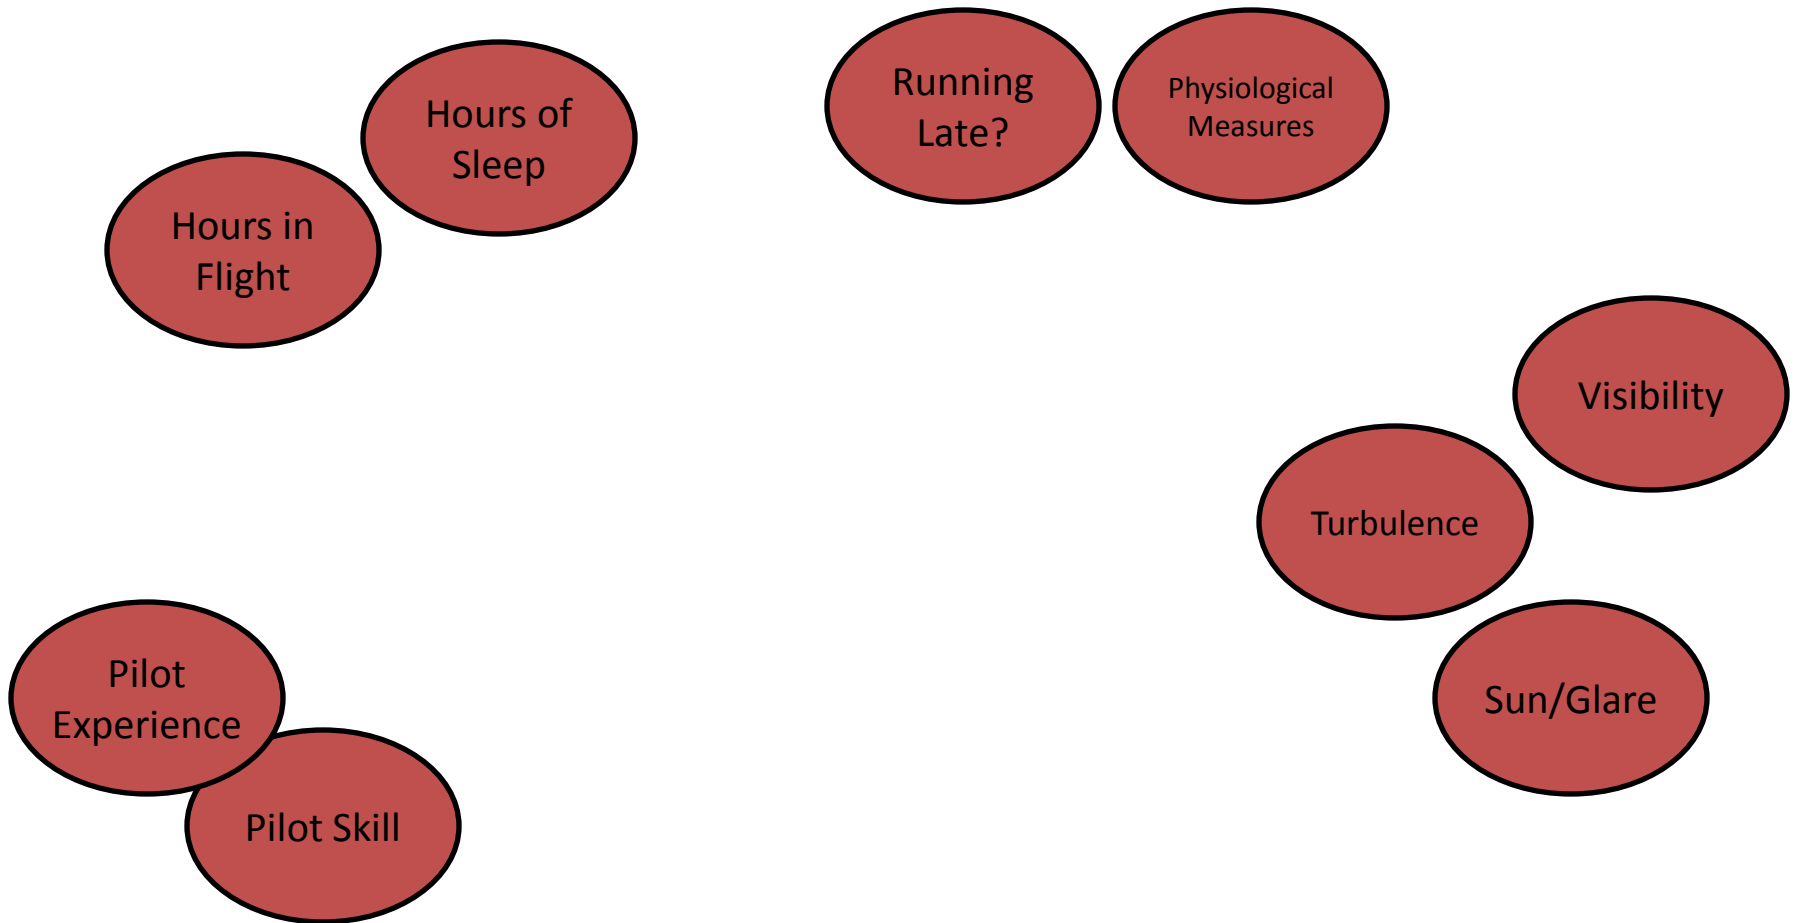 Hours of
Sleep
Running
Late?
Physiological
Measures
Hours in
Flight
Visibility
Turbulence
Pilot
Experience
Sun/Glare
Pilot Skill